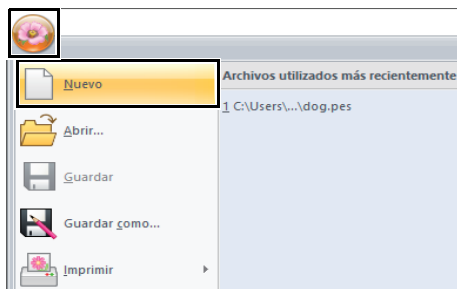 Nuevo
Archivos utilizados más recientemente
1 C:\Users\...\dog.pes
Abrir...
Guardar
Guardar como...
Imprimir